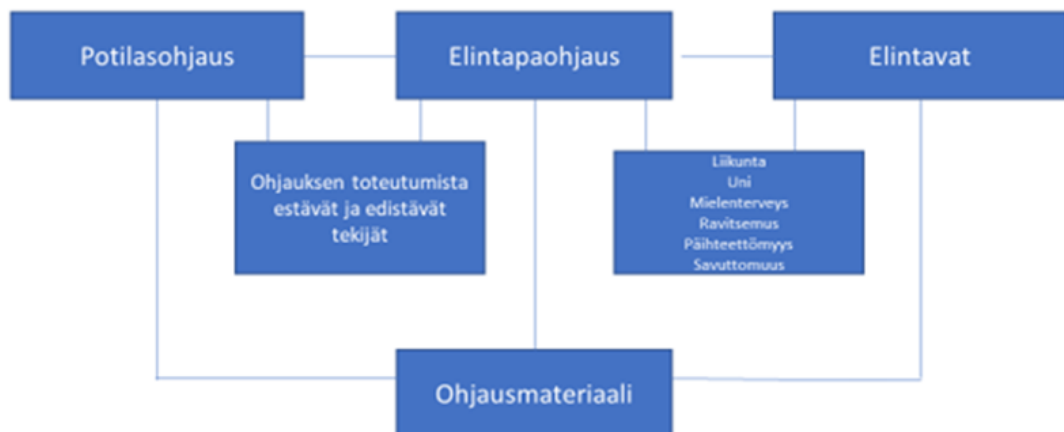 Potilasohjaus
Elintapaohjaus
Elintavat
Ohjauksen toteutumista
estävät ja edistävät
tekijät
Liikunta
Uni
Mielenterveys
Ravitsemus
Päihteettömyys
Savuttomuus
Ohjausmateriaali